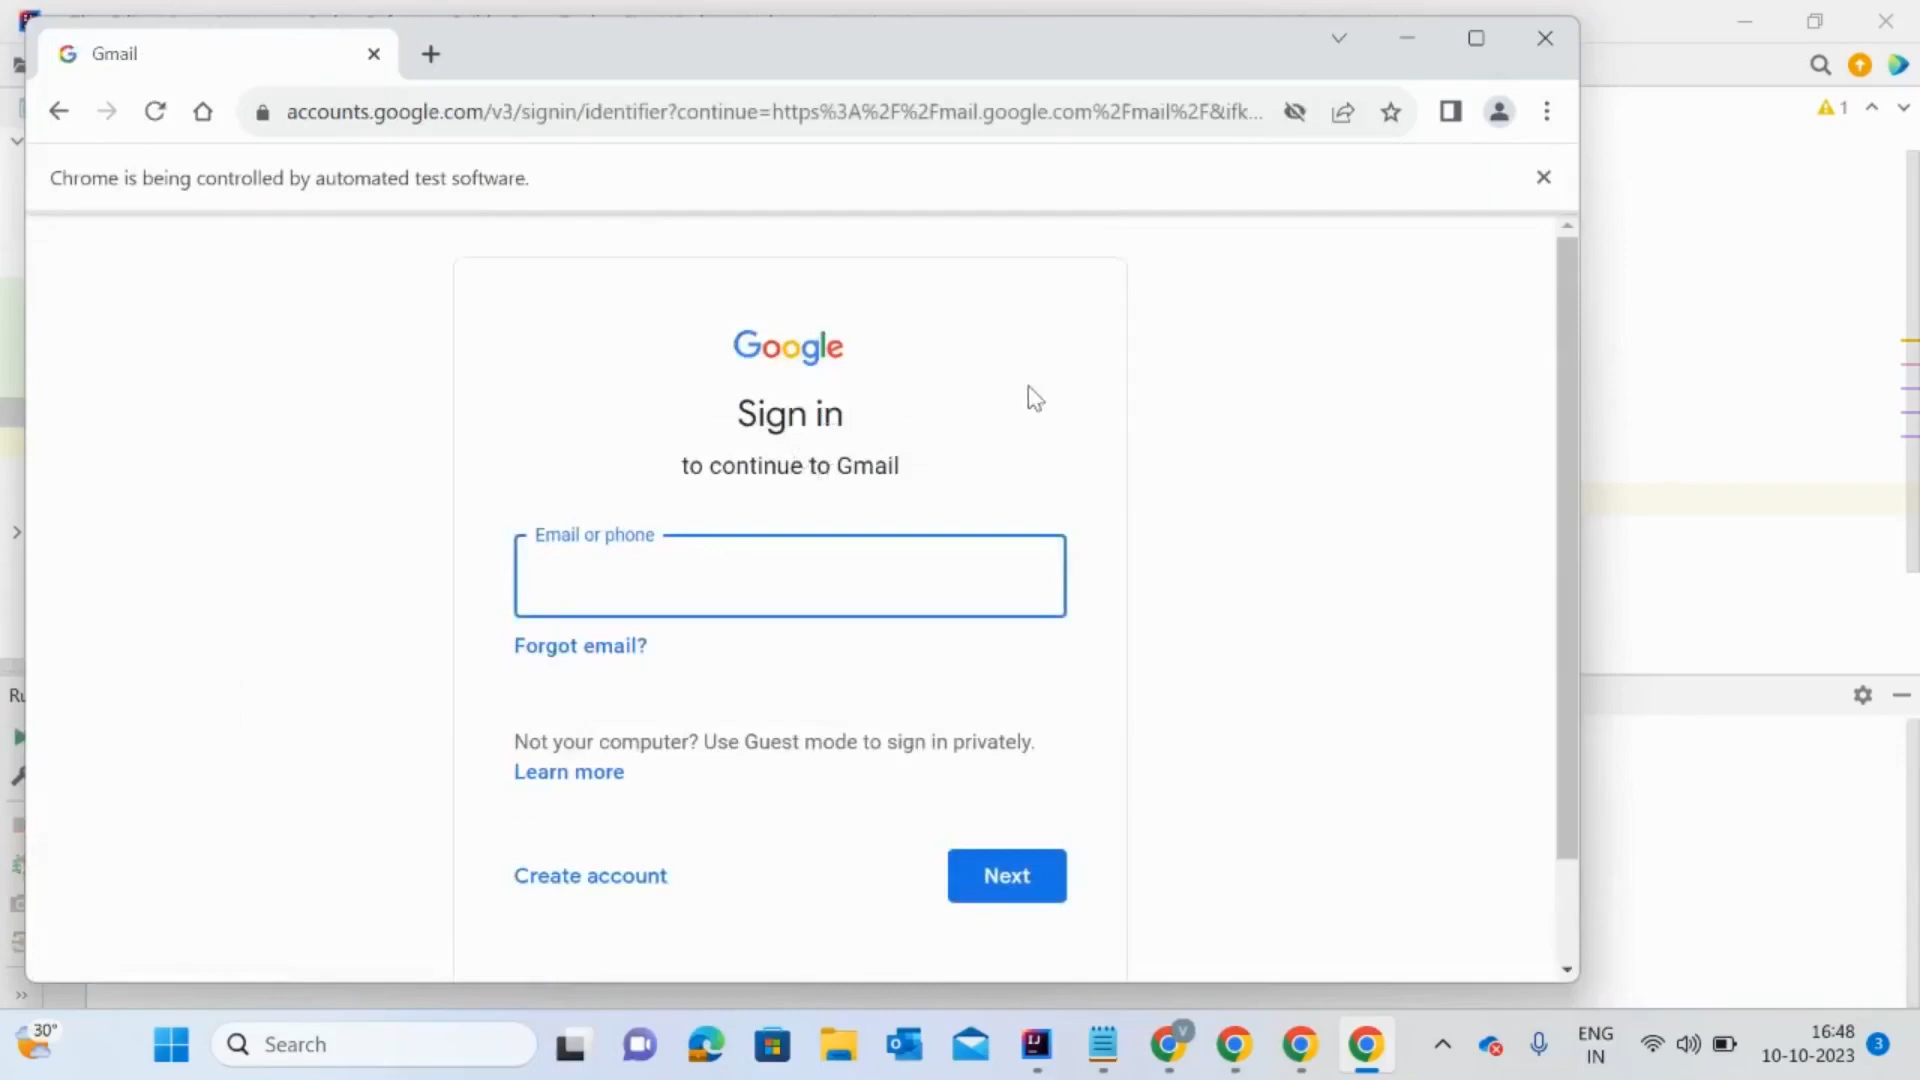 Gmail
accounts.google.com/v3/signin/identifier?continue=https%3A%2F%2Fmail.google.com%2Fmail%2F&ifk...
1
Chrome is being controlled by automated test software.
Google
Sign in
to continue to Gmail
Email or phone
Forgot email?
Not your computer? Use Guest mode to sign in privately.
Learn more
Create account
Next
Ru
30°
Search
V
ENG
IN
16:48
10-10-2023
3